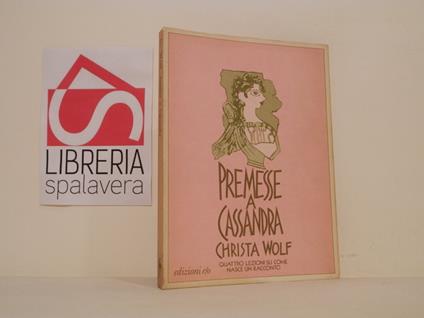 LIBRERIA
spalavera
PREMESSE
A
CASSANDRA
CHRISTA WOLF
QUATTRO LEZIONI SU COME
NASCE UN RACCONTO
edizioni e/o